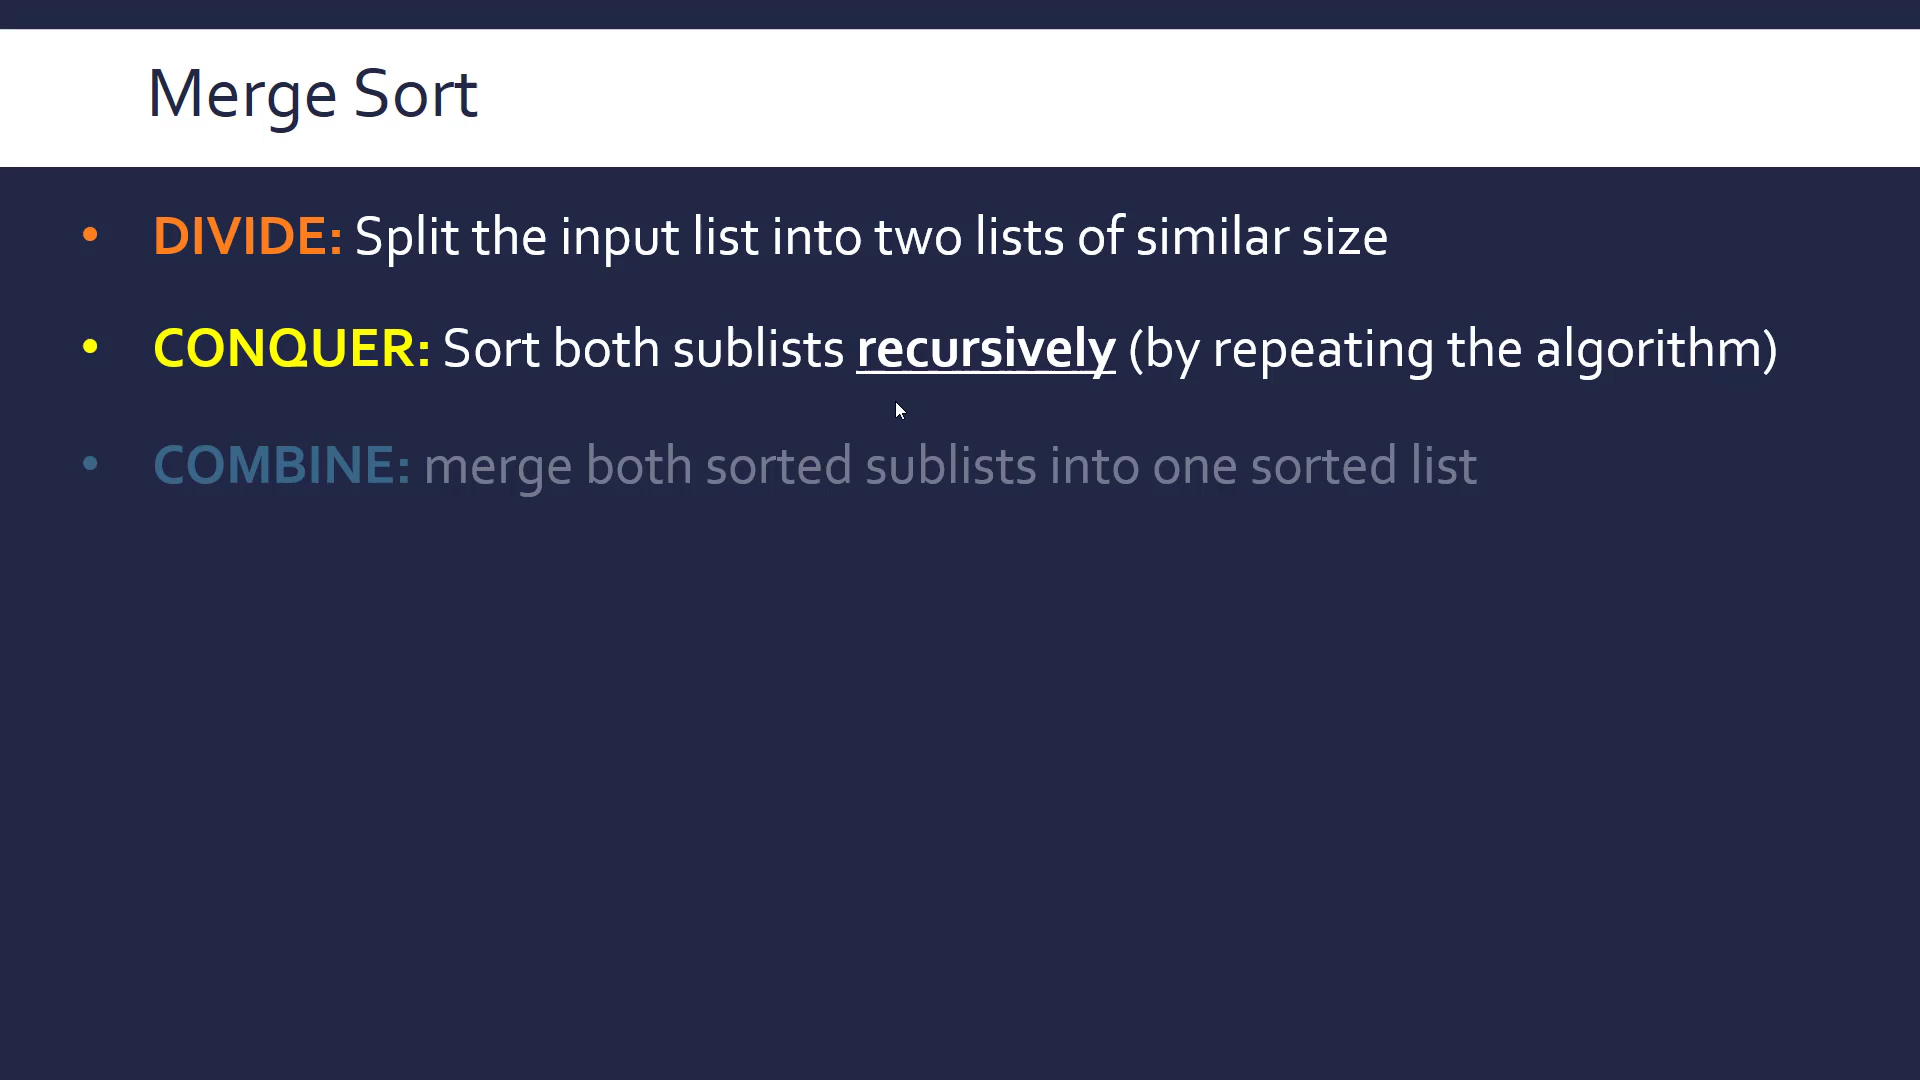 Merge Sort
• DIVIDE: Split the input list into two lists of similar size
• CONQUER: Sort both sublists recursively (by repeating the algorithm)
• COMBINE: merge both sorted sublists into one sorted list